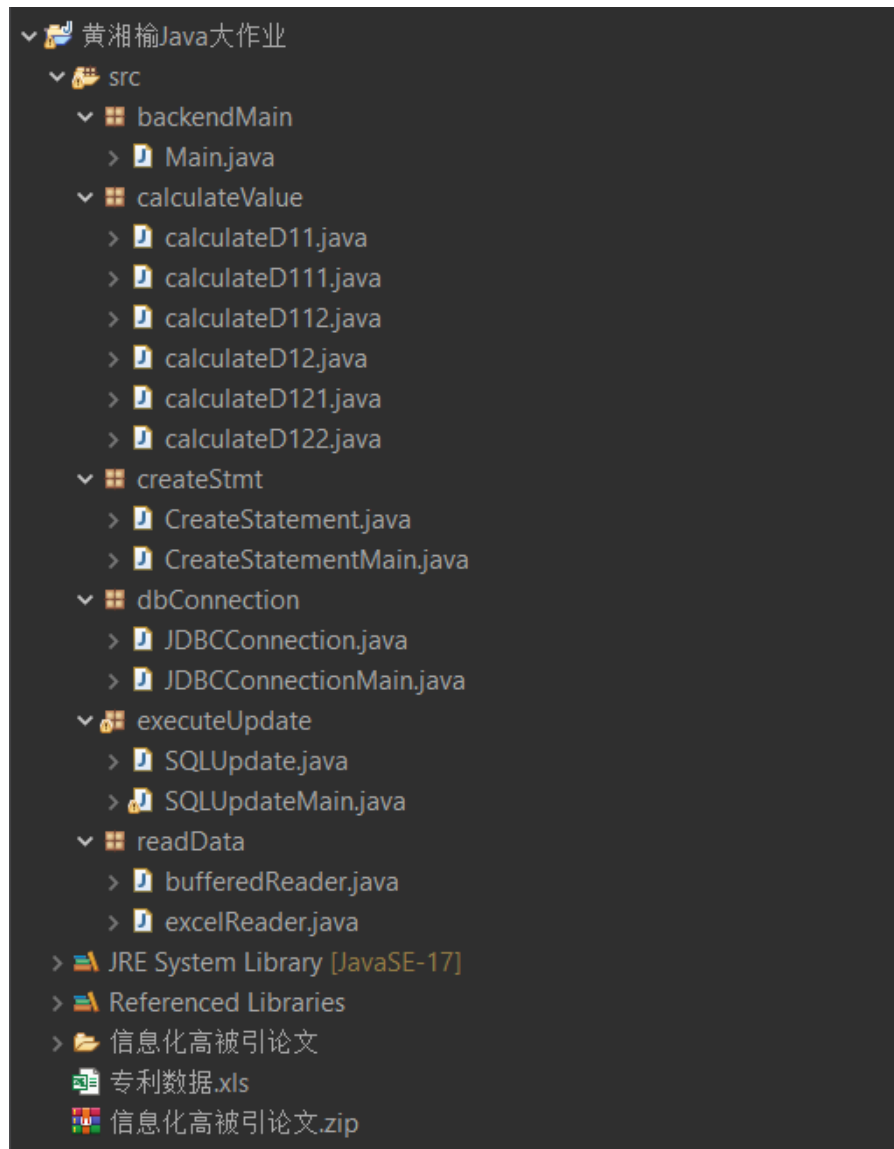 黄湘榆Java大作业
src
backendMain
Main.java
calculateValue
calculateD11.java
calculateD111.java
calculateD112.java
calculateD12.java
calculateD121.java
calculateD122.java
createStmt
CreateStatement.java
CreateStatementMain.java
dbConnection
JDBCConnection.java
JDBCConnectionMain.java
executeUpdate
SQLUpdate.java
SQLUpdateMain.java
readData
bufferedReader.java
excelReader.java
JRE System Library [JavaSE-17]
Referenced Libraries
信息化高被引论文
专利数据.xls
信息化高被引论文.zip